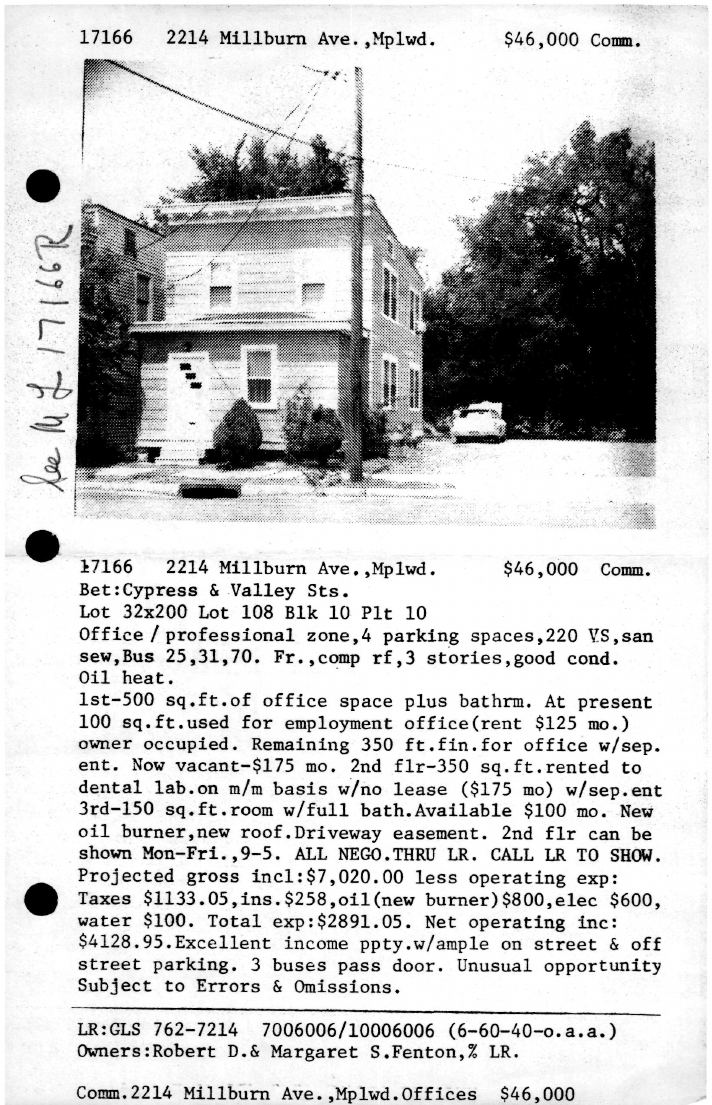 17166 2214 Millburn Ave.,Mplwd. $46,000 Comm.
See ML 17166R
17166 2214 Millburn Ave.,Mplwd. $46,000 Comm.
Bet:Cypress & Valley Sts.
Lot 32x200 Lot 108 Blk 10 Plt 10
Office / professional zone,4 parking spaces,220 VS,san
sew,Bus 25,31,70. Fr.,comp rf,3 stories,good cond.
Oil heat.
1st-500 sq.ft.of office space plus bathrm. At present
100 sq.ft.used for employment office(rent $125 mo.)
owner occupied. Remaining 350 ft.fin.for office w/sep.
ent. Now vacant-$175 mo. 2nd flr-350 sq.ft.rented to
dental lab.on m/m basis w/no lease ($175 mo) w/sep.ent
3rd-150 sq.ft.room w/full bath.Available $100 mo. New
oil burner,new roof.Driveway easement. 2nd flr can be
shown Mon-Fri.,9-5. ALL NEGO.THRU LR. CALL LR TO SHOW.
Projected gross incl:$7,020.00 less operating exp:
Taxes $1133.05,ins.$258,oil(new burner)$800,elec $600,
water $100. Total exp:$2891.05. Net operating inc:
$4128.95.Excellent income ppty.w/ample on street & off
street parking. 3 buses pass door. Unusual opportunity
Subject to Errors & Omissions.
LR:GLS 762-7214 7006006/10006006 (6-60-40-o.a.a.)
Owners:Robert D.& Margaret S.Fenton,% LR.
Comm.2214 Millburn Ave.,Mplwd.Offices $46,000